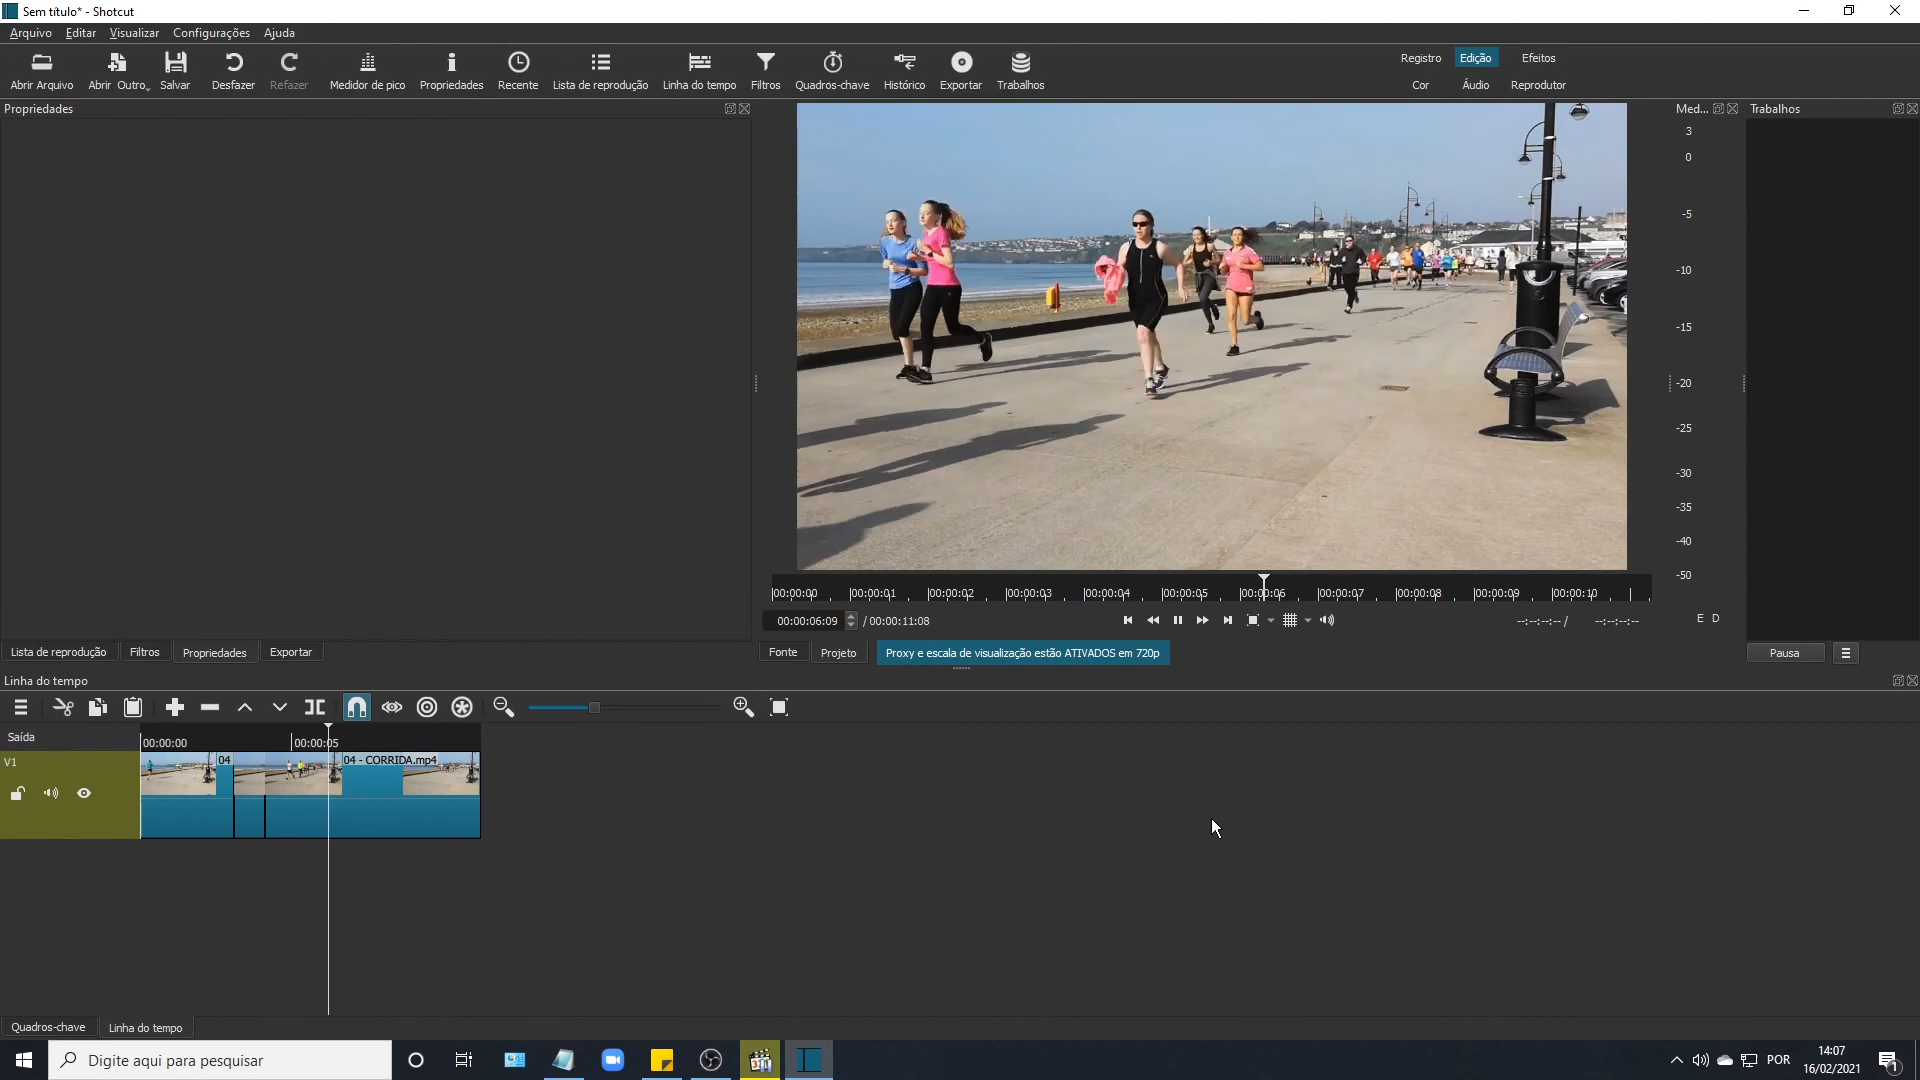 Sem título* - Shotcut
Arquivo Editar Visualizar Configurações Ajuda
Abrir Arquivo Abrir Outro Salvar Desfazer Refazer Medidor de pico Propriedades Recente Lista de reprodução Linha do tempo Filtros Quadros-chave Histórico Exportar Trabalhos
Registro Edição Efeitos
Cor Áudio Reprodutor
Propriedades
Med... Trabalhos
3
0
-5
-10
-15
-20
-25
-30
-35
-40
-50
E D
00:00:00 00:00:01 00:00:02 00:00:03 00:00:04 00:00:05 00:00:06 00:00:07 00:00:08 00:00:09 00:00:10
00:00:06:09 / 00:00:11:08 --:--:--:-- / --:--:--:--
Lista de reprodução Filtros Propriedades Exportar
Fonte Projeto Proxy e escala de visualização estão ATIVADOS em 720p
Pausa
Linha do tempo
Saída
00:00:00 00:00:05
V1
04 04 - CORRIDA.mp4
Quadros-chave Linha do tempo
Digite aqui para pesquisar
POR
14:07
16/02/2021
1